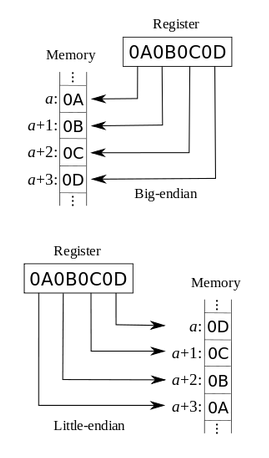 Register
0A0B0C0D
Memory
a: 0A
a+1: 0B
a+2: 0C
a+3: 0D
Big-endian
Register
0A0B0C0D
Memory
a: 0D
a+1: 0C
a+2: 0B
a+3: 0A
Little-endian